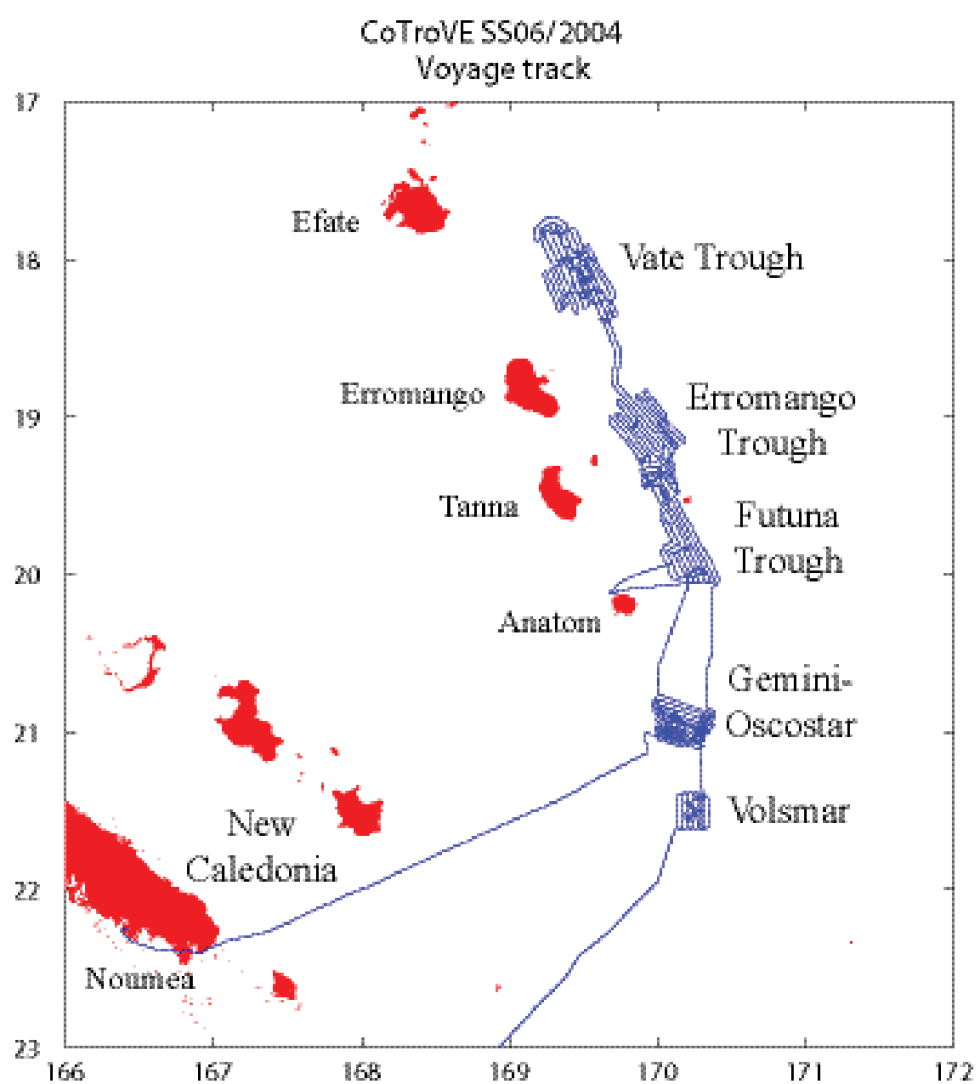 CoTroVE SS06/2004
Voyage track
17
Efate
18
Vate Trough
Erromango
19
Erromango
Trough
Tanna
Futuna
Trough
20
Anatom
Gemini-
Oscostar
21
Volsmar
New
Caledonia
22
Noumea
23
166
167
168
169
170
171
172